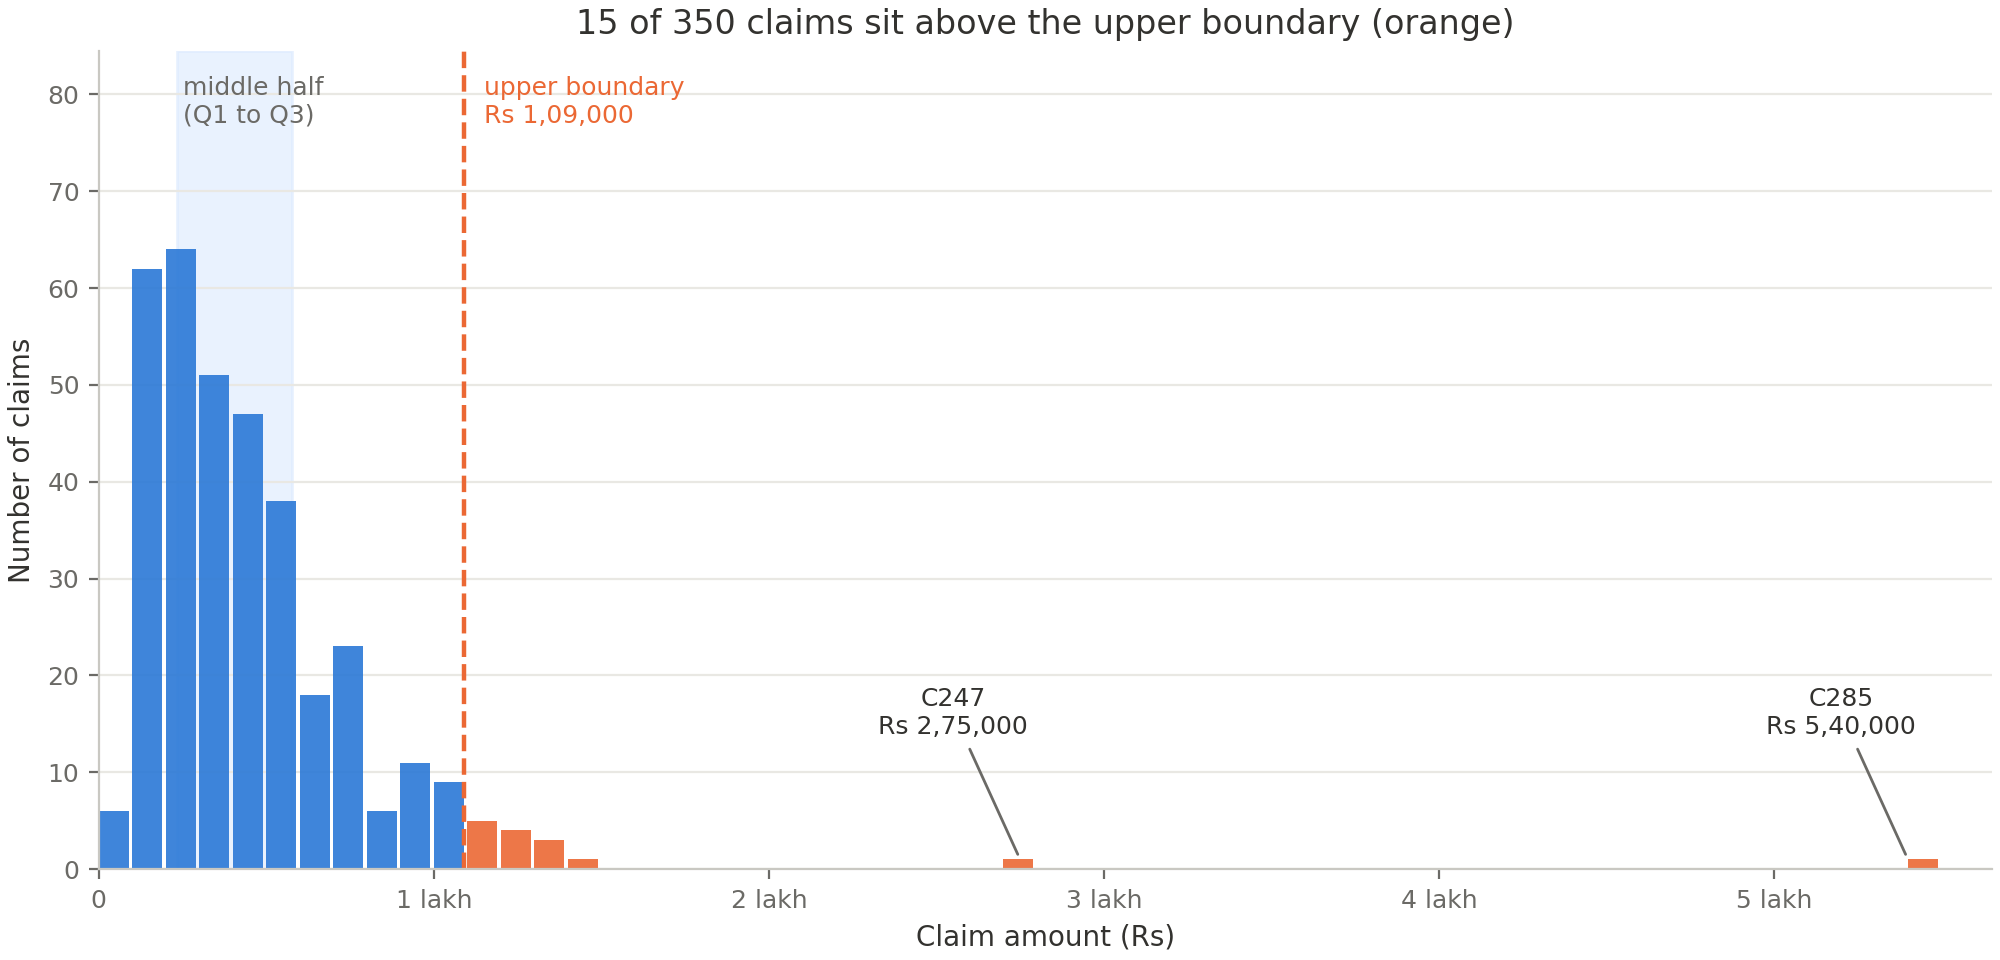 15 of 350 claims sit above the upper boundary (orange)
middle half
(Q1 to Q3)
upper boundary
Rs 1,09,000
80
70
60
50
40
30
20
10
0
Number of claims
C247
Rs 2,75,000
C285
Rs 5,40,000
0
1 lakh
2 lakh
3 lakh
4 lakh
5 lakh
Claim amount (Rs)